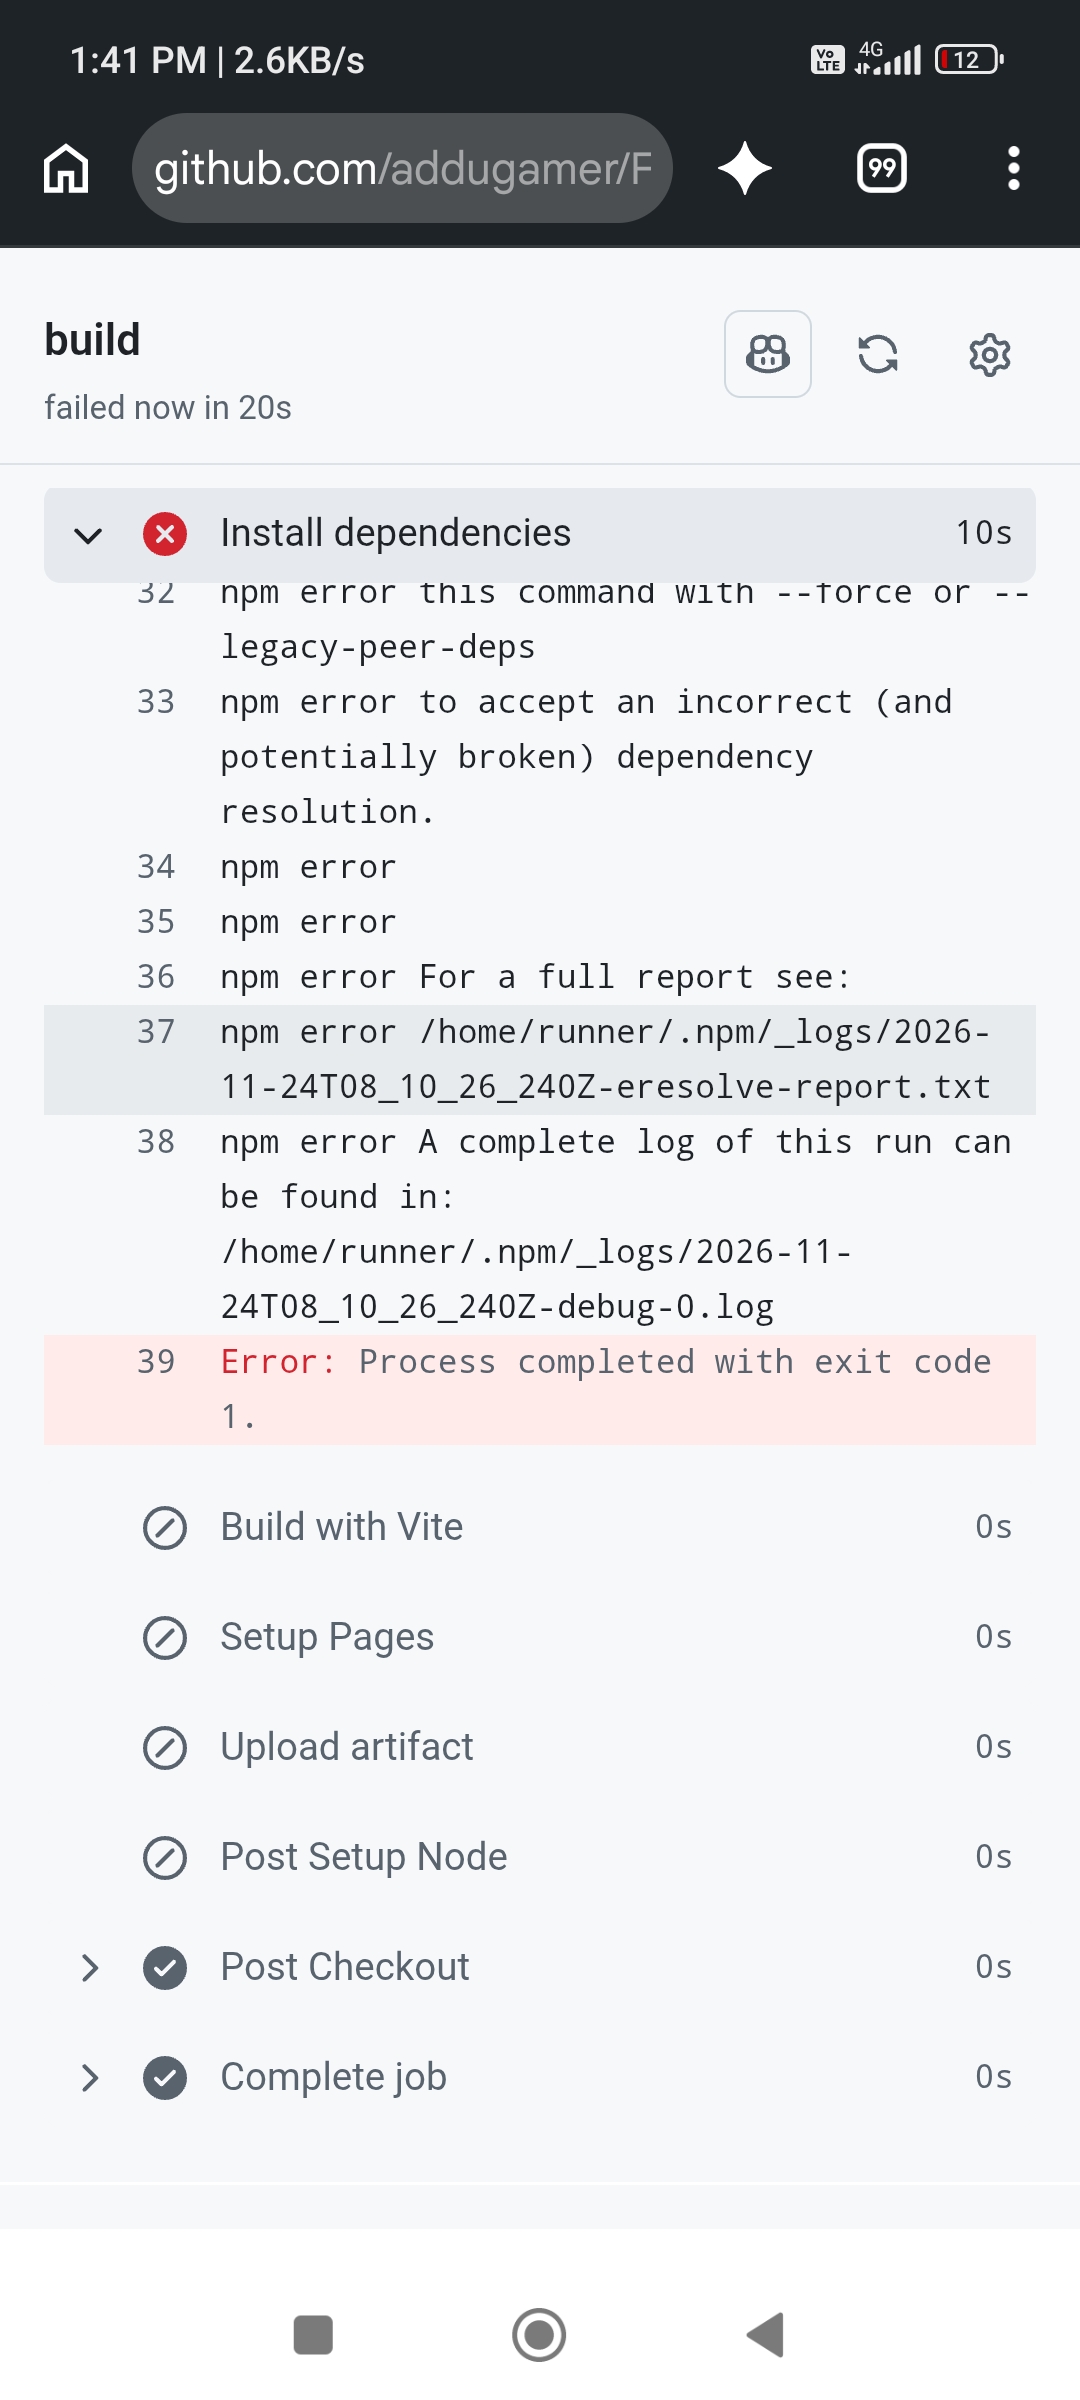 1:41 PM | 2.6KB/s
Vo LTE 4G 12
github.com/addugamer/F
99
build
failed now in 20s
Install dependencies 10s
32 npm error this command with --force or --
legacy-peer-deps
33 npm error to accept an incorrect (and
potentially broken) dependency
resolution.
34 npm error
35 npm error
36 npm error For a full report see:
37 npm error /home/runner/.npm/_logs/2026-
11-24T08_10_26_240Z-eresolve-report.txt
38 npm error A complete log of this run can
be found in:
/home/runner/.npm/_logs/2026-11-
24T08_10_26_240Z-debug-0.log
39 Error: Process completed with exit code
1.
Build with Vite 0s
Setup Pages 0s
Upload artifact 0s
Post Setup Node 0s
Post Checkout 0s
Complete job 0s